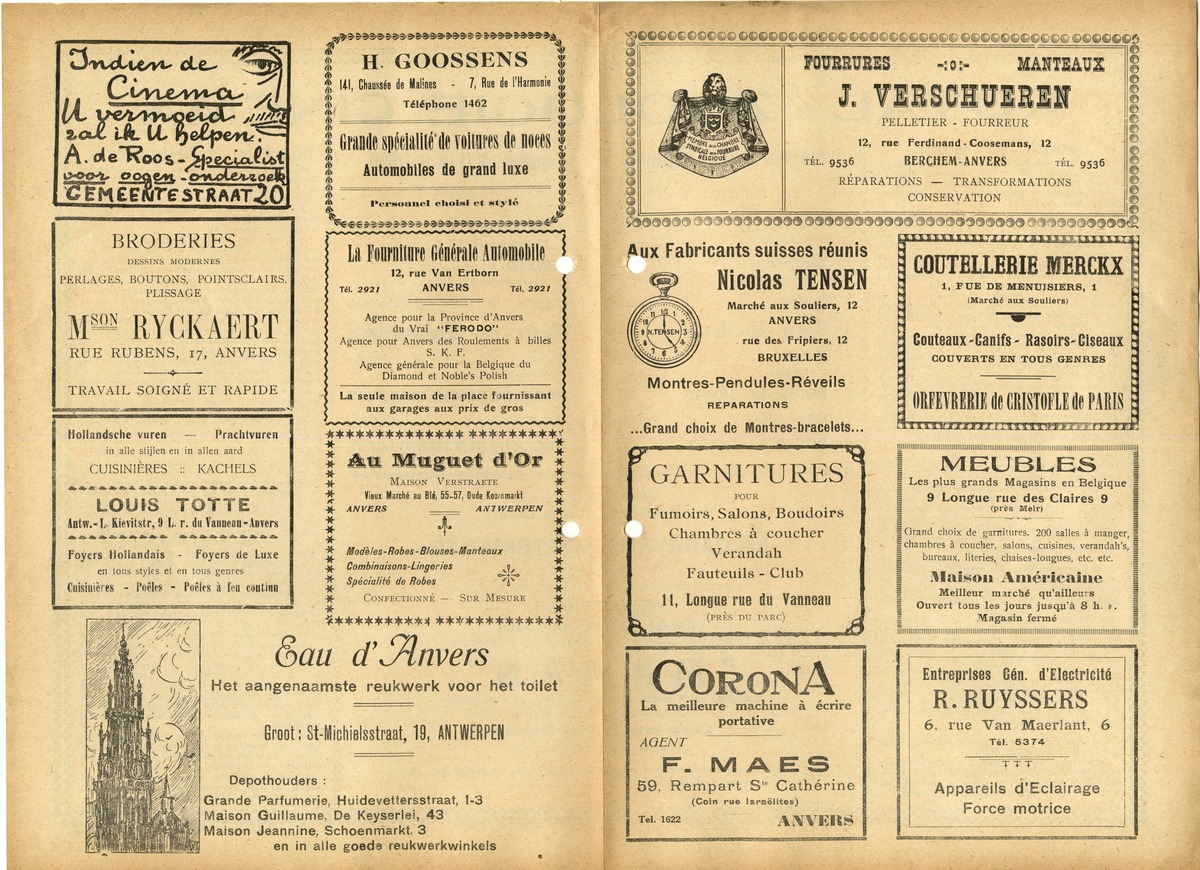 Indien de
Cinema
U vermoeid
zal ik U helpen.
A. de Roos - Specialist
voor oogen-onderzoek
GEMEENTESTRAAT 20
BRODERIES
DESSINS MODERNES
PERLAGES, BOUTONS, POINTSCLAIRS,
PLISSAGE
MSON RYCKAERT
RUE RUBENS, 17, ANVERS
TRAVAIL SOIGNÉ ET RAPIDE
Hollandsche vuren — Prachtvuren
in alle stijlen en in allen aard
CUISINIÈRES :: KACHELS
LOUIS TOTTE
Antw.-L. Kievitstr, 9 L. r. du Vanneau-Anvers
Foyers Hollandais - Foyers de Luxe
en tous styles et en tous genres
Cuisinières - Poêles - Poêles à feu continu
H. GOOSSENS
141, Chaussée de Malines - 7, Rue de l'Harmonie
Téléphone 1462
Grande spécialité de voitures de noces
Automobiles de grand luxe
Personnel choisi et stylé
La Fourniture Générale Automobile
12, rue Van Ertborn
Tél. 2921 ANVERS Tél. 2921
Agence pour la Province d'Anvers
du Vrai "FERODO"
Agence pour Anvers des Roulements à billes
S. K. F.
Agence générale pour la Belgique du
Diamond et Noble's Polish
La seule maison de la place fournissant
aux garages aux prix de gros
Au Muguet d'Or
MAISON VERSTRAETE
Vieux Marché au Blé, 55-57, Oude Koornmarkt
ANVERS ANTWERPEN
Modèles-Robes-Blouses-Manteaux
Combinaisons-Lingeries
Spécialité de Robes
CONFECTIONNÉ — SUR MESURE
Eau d'Anvers
Het aangenaamste reukwerk voor het toilet
Groot: St-Michielsstraat, 19, ANTWERPEN
Depothouders :
Grande Parfumerie, Huidevettersstraat, 1-3
Maison Guillaume, De Keyserlei, 43
Maison Jeannine, Schoenmarkt, 3
en in alle goede reukwerkwinkels
MEMBRE DE LA CHAMBRE
SYNDICALE DE LA FOURRURE
BELGIQUE
FOURRURES -:o:- MANTEAUX
J. VERSCHUEREN
PELLETIER - FOURREUR
12, rue Ferdinand-Coosemans, 12
TÉL. 9536 BERCHEM-ANVERS TÉL. 9536
RÉPARATIONS — TRANSFORMATIONS
CONSERVATION
Aux Fabricants suisses réunis
Nicolas TENSEN
Marché aux Souliers, 12
ANVERS
rue des Fripiers, 12
BRUXELLES
N.TENSEN
Montres-Pendules-Réveils
REPARATIONS
...Grand choix de Montres-bracelets...
COUTELLERIE MERCKX
1, FUE DE MENUISIERS, 1
(Marché aux Souliers)
Couteaux-Canifs - Rasoirs-Ciseaux
COUVERTS EN TOUS GENRES
ORFEVRERIE de CRISTOFLE de PARIS
GARNITURES
POUR
Fumoirs, Salons, Boudoirs
Chambres à coucher
Verandah
Fauteuils - Club
11, Longue rue du Vanneau
(PRÈS DU PARC)
MEUBLES
Les plus grands Magasins en Belgique
9 Longue rue des Claires 9
(près Meir)
Grand choix de garnitures. 200 salles à manger,
chambres à coucher, salons, cuisines, verandah's,
bureaux, literies, chaises-longues, etc. etc.
Maison Américaine
Meilleur marché qu'ailleurs
Ouvert tous les jours jusqu'à 8 h. s.
Magasin fermé
CORONA
La meilleure machine à écrire
portative
AGENT
F. MAES
59, Rempart Ste Cathérine
(Coin rue Israëlites)
Tel. 1622 ANVERS
Entreprises Gén. d'Electricité
R. RUYSSERS
6, rue Van Maerlant, 6
Tél. 5374
Appareils d'Eclairage
Force motrice